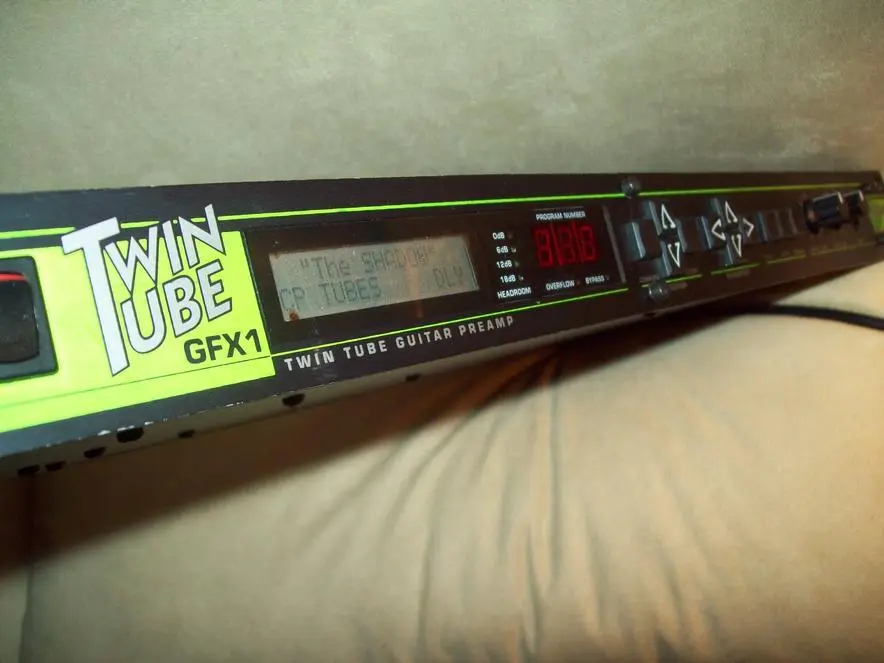 TWIN
TUBE
GFX1
"The SHADOW"
CP TUBES DLY
TWIN TUBE GUITAR PREAMP
0dB
6dB
12dB
18dB
HEADROOM
PROGRAM NUMBER
OVERFLOW
BYPASS